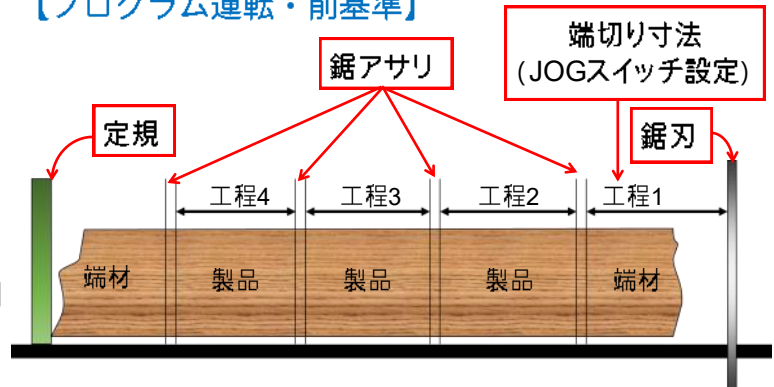 【プログラム運転・前基準】
端切り寸法
(JOGスイッチ設定)
鋸アサリ
定規
鋸刃
工程4
工程3
工程2
工程1
端材
製品
製品
製品
端材